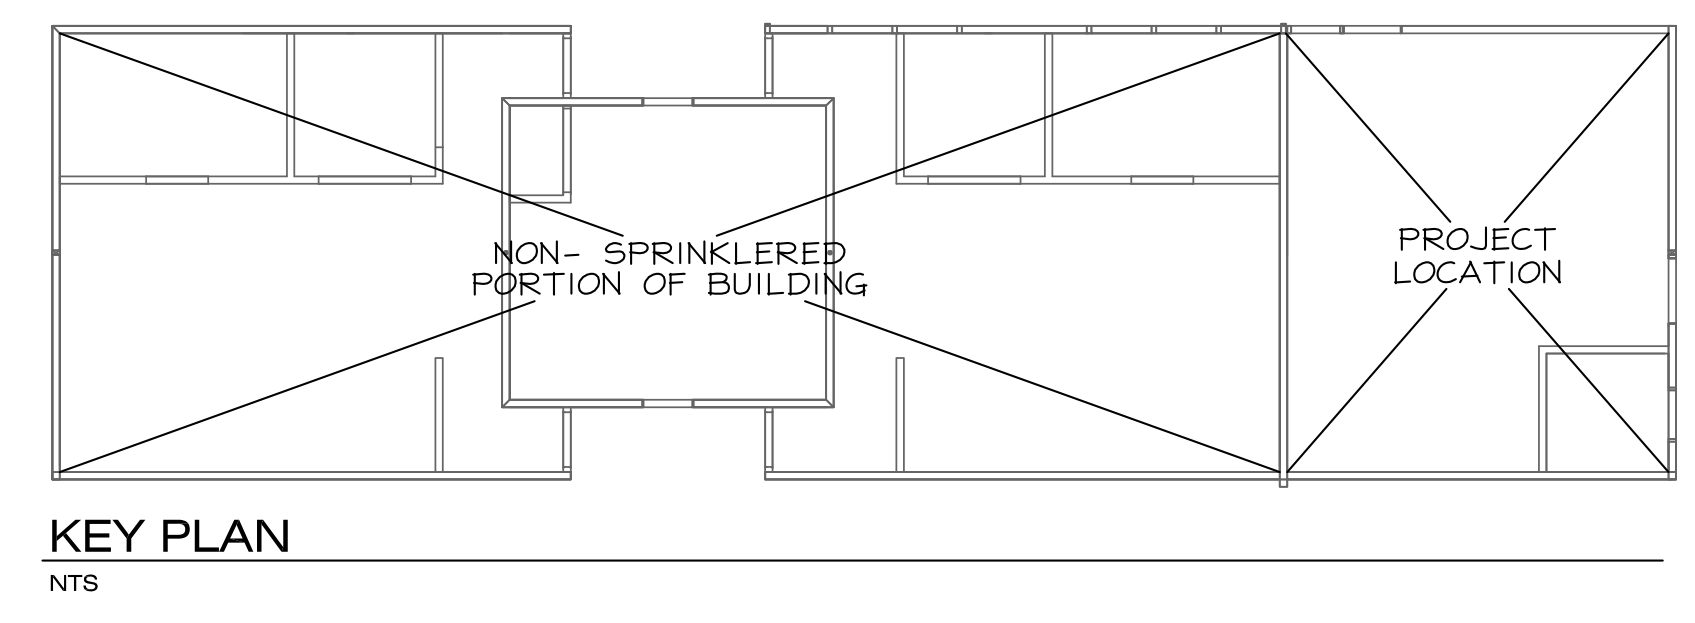 NON- SPRINKLERED
PORTION OF BUILDING
PROJECT
LOCATION
KEY PLAN
NTS